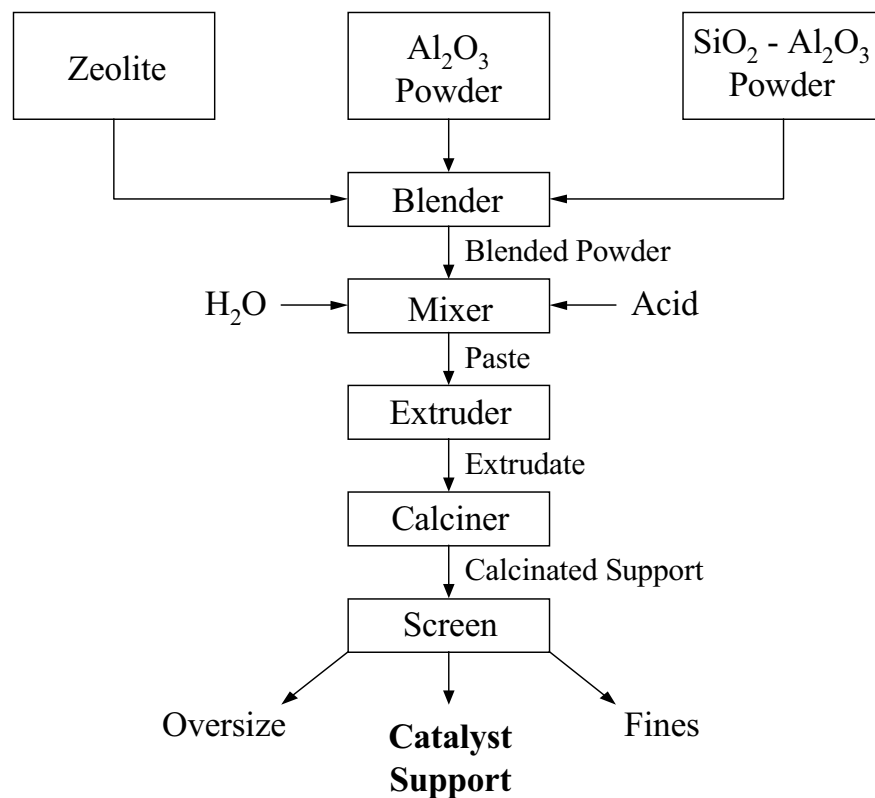 Zeolite
Al₂O₃
Powder
SiO₂ - Al₂O₃
Powder
Blender
Blended Powder
H₂O
Mixer
Acid
Paste
Extruder
Extrudate
Calciner
Calcinated Support
Screen
Oversize
Catalyst
Support
Fines